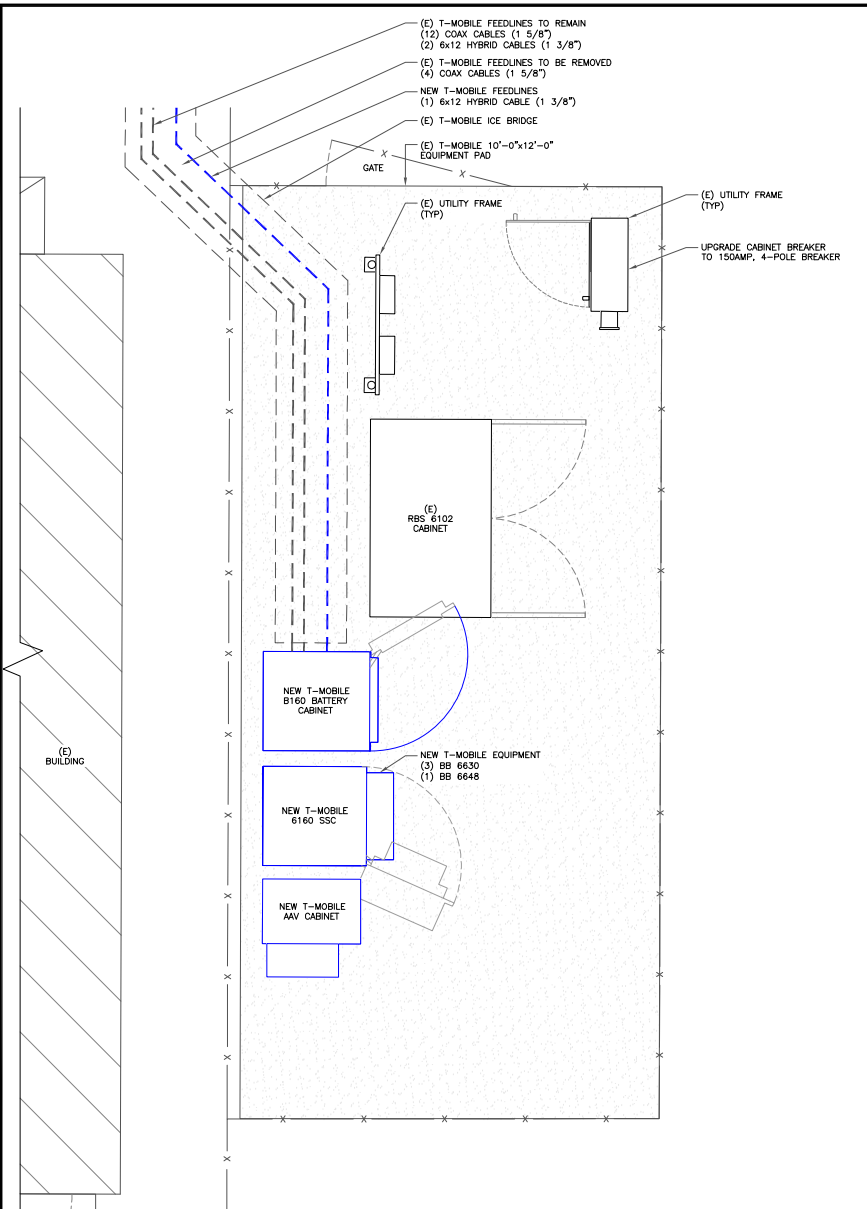 (E) T-MOBILE FEEDLINES TO REMAIN
(12) COAX CABLES (1 5/8")
(2) 6x12 HYBRID CABLES (1 3/8")
(E) T-MOBILE FEEDLINES TO BE REMOVED
(4) COAX CABLES (1 5/8")
NEW T-MOBILE FEEDLINES
(1) 6x12 HYBRID CABLE (1 3/8")
(E) T-MOBILE ICE BRIDGE
(E) T-MOBILE 10'-0"x12'-0"
EQUIPMENT PAD
GATE
(E) UTILITY FRAME
(TYP)
(E) UTILITY FRAME
(TYP)
UPGRADE CABINET BREAKER
TO 150AMP, 4-POLE BREAKER
(E)
RBS 6102
CABINET
NEW T-MOBILE
B160 BATTERY
CABINET
(E)
BUILDING
NEW T-MOBILE EQUIPMENT
(3) BB 6630
(1) BB 6648
NEW T-MOBILE
6160 SSC
NEW T-MOBILE
AAV CABINET